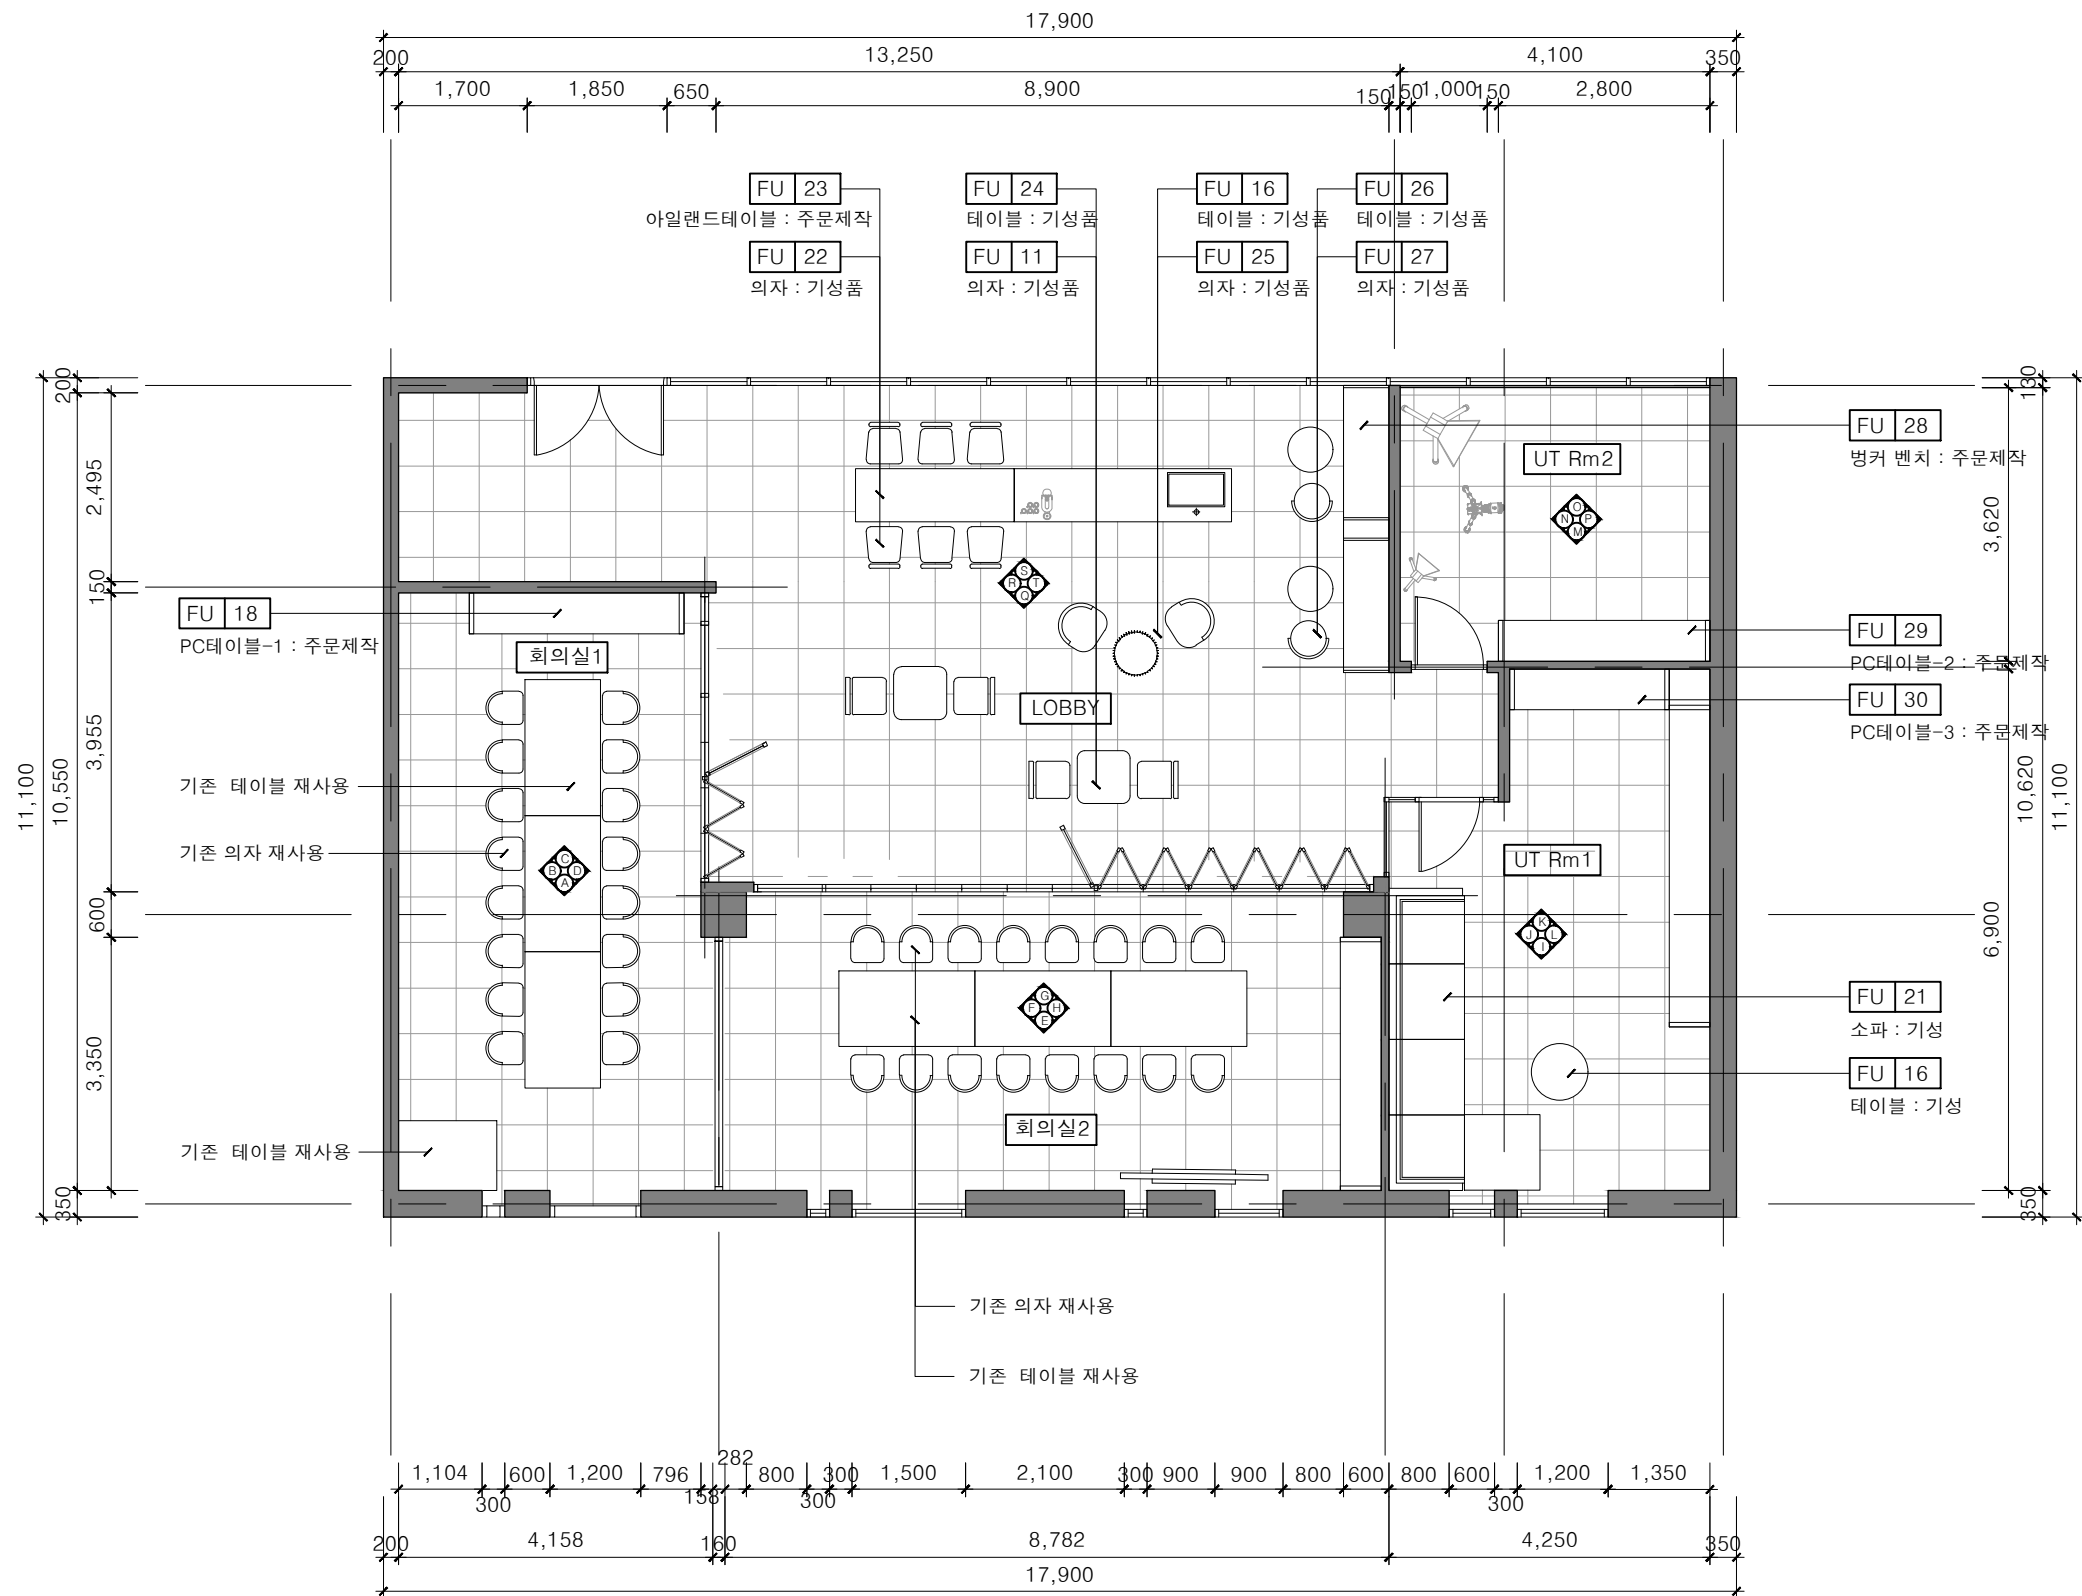 17,900
200 13,250 4,100 350
1,700 1,850 650 8,900 150 150 1,000 150 2,800
FU 23
아일랜드테이블 : 주문제작
FU 24
테이블 : 기성품
FU 16
테이블 : 기성품
FU 26
테이블 : 기성품
FU 22
의자 : 기성품
FU 11
의자 : 기성품
FU 25
의자 : 기성품
FU 27
의자 : 기성품
11,100
200
10,550
350
2,495
150
3,955
600
3,350
FU 18
PC테이블-1 : 주문제작
기존 테이블 재사용
기존 의자 재사용
기존 테이블 재사용
회의실1
C
B D
A
S
R T
Q
LOBBY
UT Rm2
O
N P
M
UT Rm1
K
J L
I
G
F H
E
회의실2
FU 28
벙커 벤치 : 주문제작
FU 29
PC테이블-2 : 주문제작
FU 30
PC테이블-3 : 주문제작
FU 21
소파 : 기성
FU 16
테이블 : 기성
3,620
6,900
130
10,620
350
11,100
기존 의자 재사용
기존 테이블 재사용
1,104 300 600 1,200 796 158 282 800 300 300 1,500 2,100 300 900 900 800 600 800 600 300 1,200 1,350
200 4,158 160 8,782 4,250 350
17,900